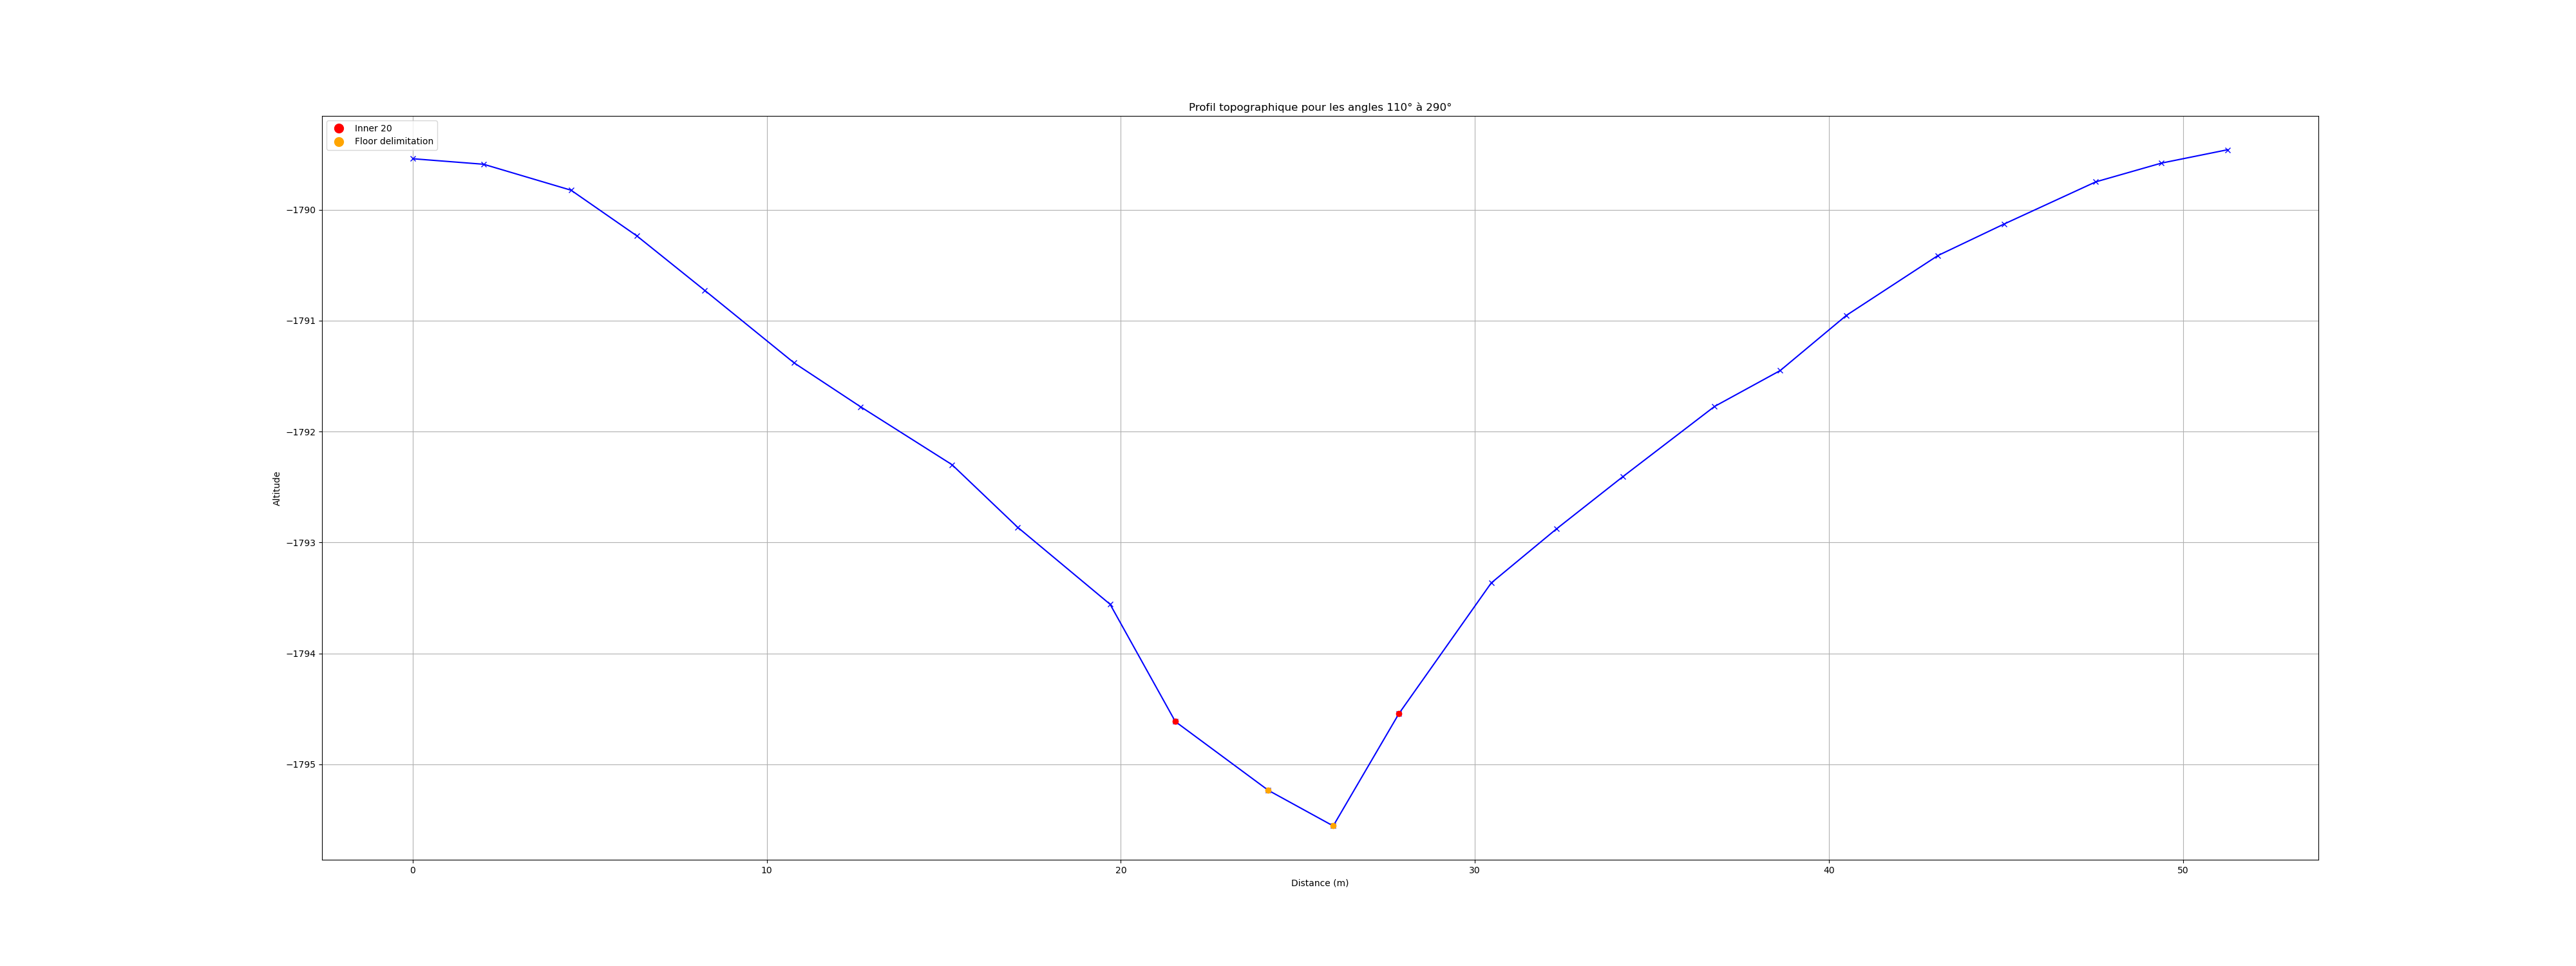 Profil topographique pour les angles 110° à 290°
Inner 20
Floor delimitation
Altitude
−1790
−1791
−1792
−1793
−1794
−1795
0 10 20 30 40 50
Distance (m)